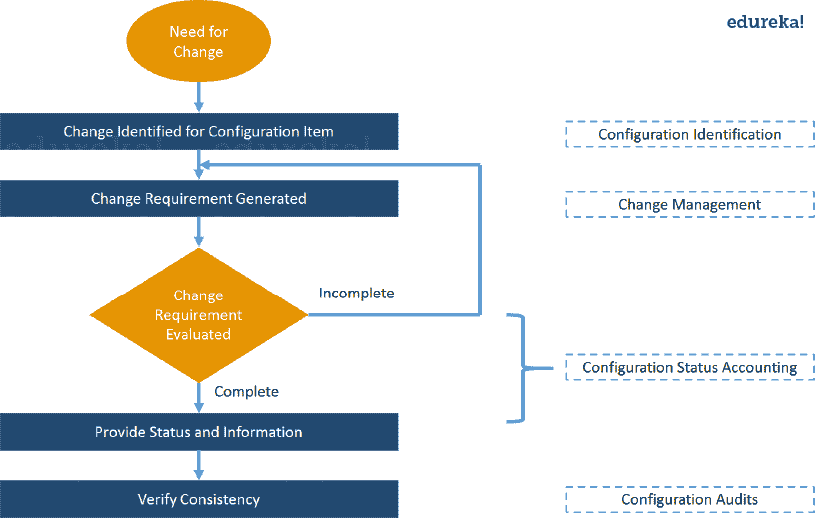 edureka!
Need for
Change
Change Identified for Configuration Item
Configuration Identification
Change Requirement Generated
Change Management
Change
Requirement
Evaluated
Incomplete
Configuration Status Accounting
Complete
Provide Status and Information
Verify Consistency
Configuration Audits